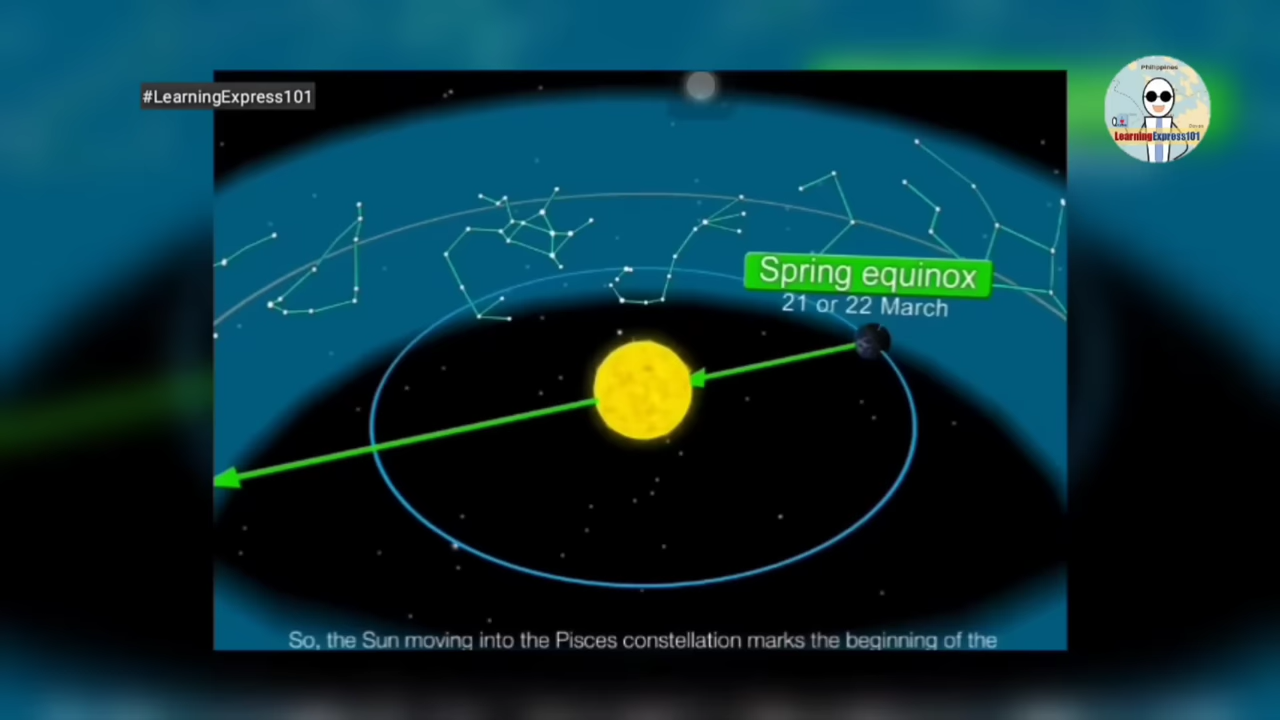 #LearningExpress101
Philippines
LearningExpress101
Spring equinox
21 or 22 March
So, the Sun moving into the Pisces constellation marks the beginning of the